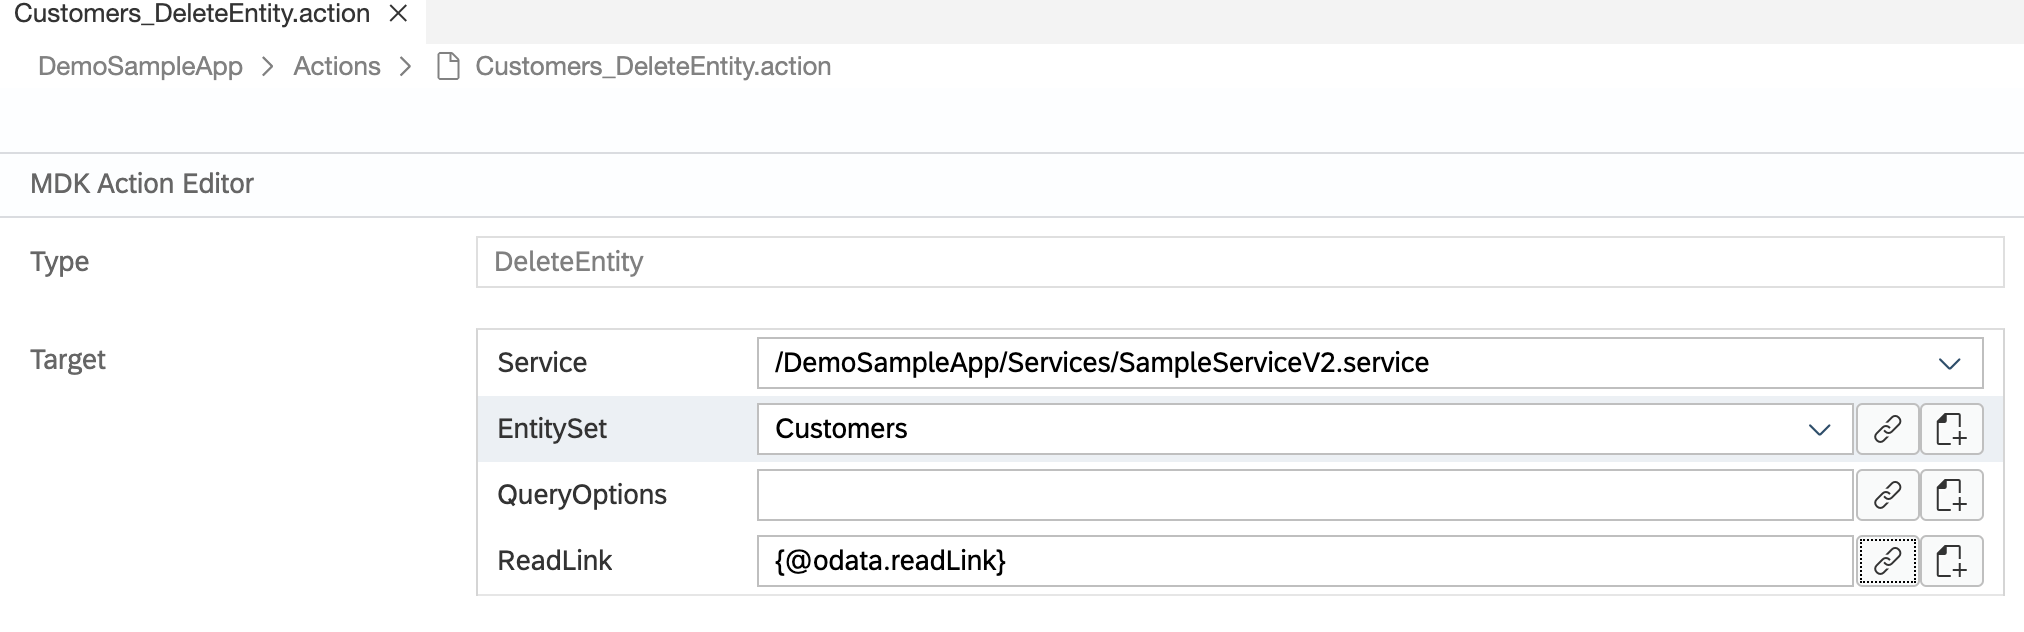 Customers_DeleteEntity.action
DemoSampleApp > Actions > Customers_DeleteEntity.action
MDK Action Editor
Type DeleteEntity
Target
Service /DemoSampleApp/Services/SampleServiceV2.service
EntitySet Customers
QueryOptions
ReadLink {@odata.readLink}